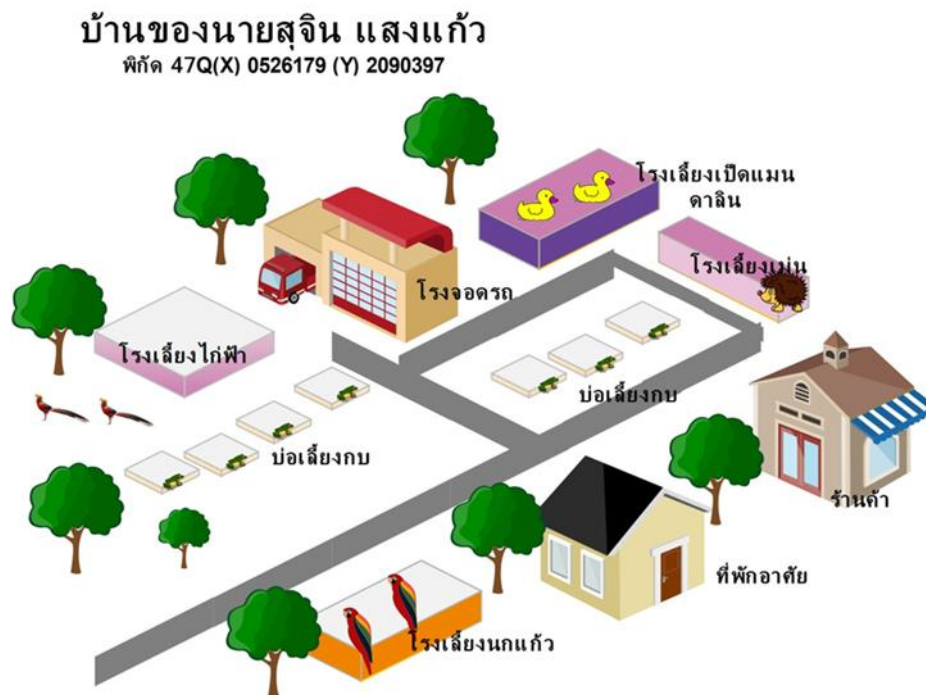 บ้านของนายสุจิน แสงแก้ว
พิกัด 47Q(X) 0526179 (Y) 2090397
โรงเลี้ยงเป็ดแมน
ดาลิน
โรงเลี้ยงเม่น
โรงจอดรถ
โรงเลี้ยงไก่ฟ้า
บ่อเลี้ยงกบ
บ่อเลี้ยงกบ
ร้านค้า
ที่พักอาศัย
โรงเลี้ยงนกแก้ว